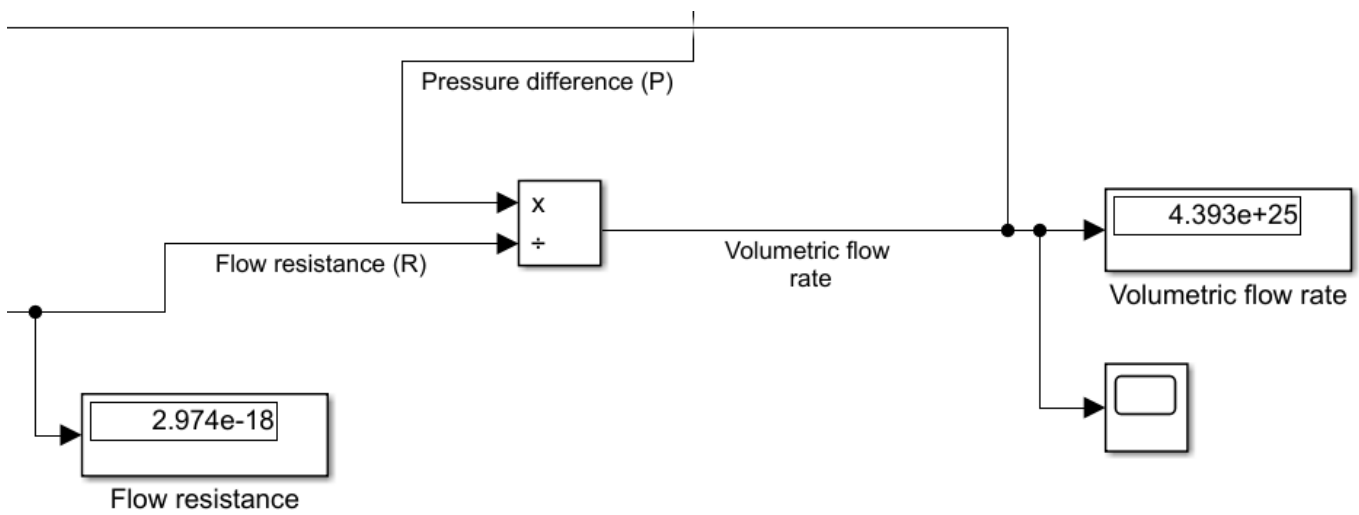 Pressure difference (P)
x
÷
Flow resistance (R)
Volumetric flow
rate
4.393e+25
Volumetric flow rate
2.974e-18
Flow resistance